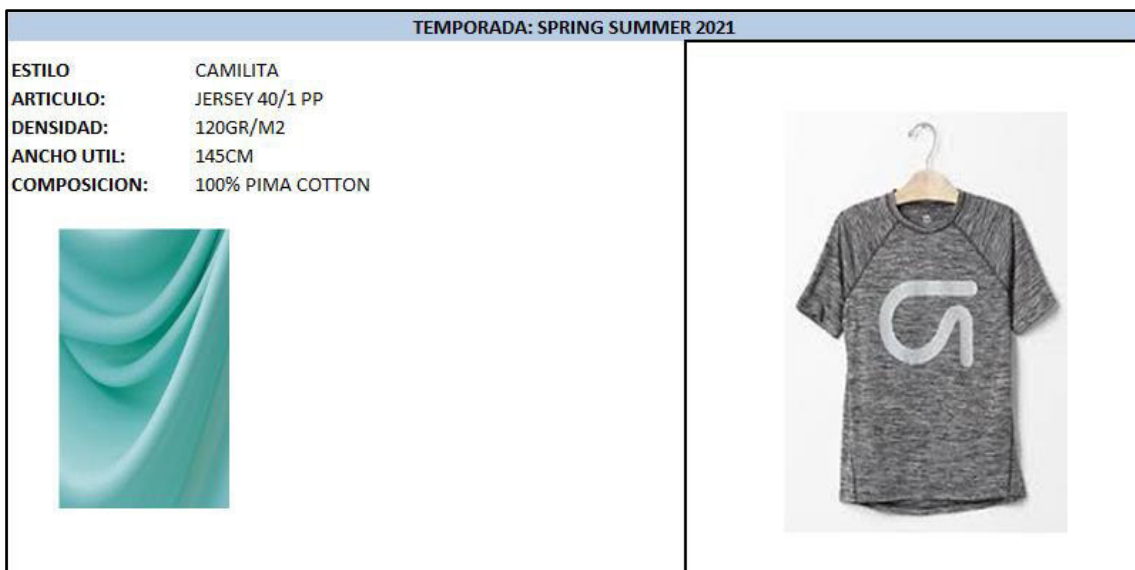 TEMPORADA: SPRING SUMMER 2021
ESTILO CAMILITA
ARTICULO: JERSEY 40/1 PP
DENSIDAD: 120GR/M2
ANCHO UTIL: 145CM
COMPOSICION: 100% PIMA COTTON